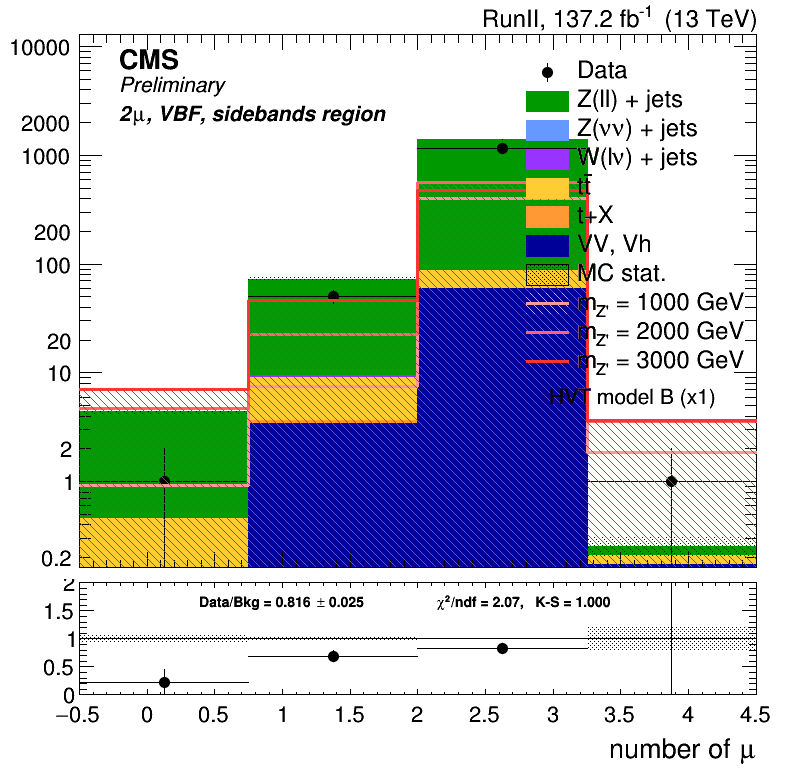 RunII, 137.2 fb⁻¹ (13 TeV)
CMS
Preliminary
2μ, VBF, sidebands region
Data
Z(ll) + jets
Z(νν) + jets
W(lν) + jets
tt̄
t+X
VV, Vh
MC stat.
m_Z' = 1000 GeV
m_Z' = 2000 GeV
m_Z' = 3000 GeV
HVT model B (x1)
10000
2000
1000
200
100
20
10
2
1
0.2
Data/Bkg = 0.816 ± 0.025
χ²/ndf = 2.07, K-S = 1.000
2
1.5
1
0.5
0
−0.5 0 0.5 1 1.5 2 2.5 3 3.5 4 4.5
number of μ